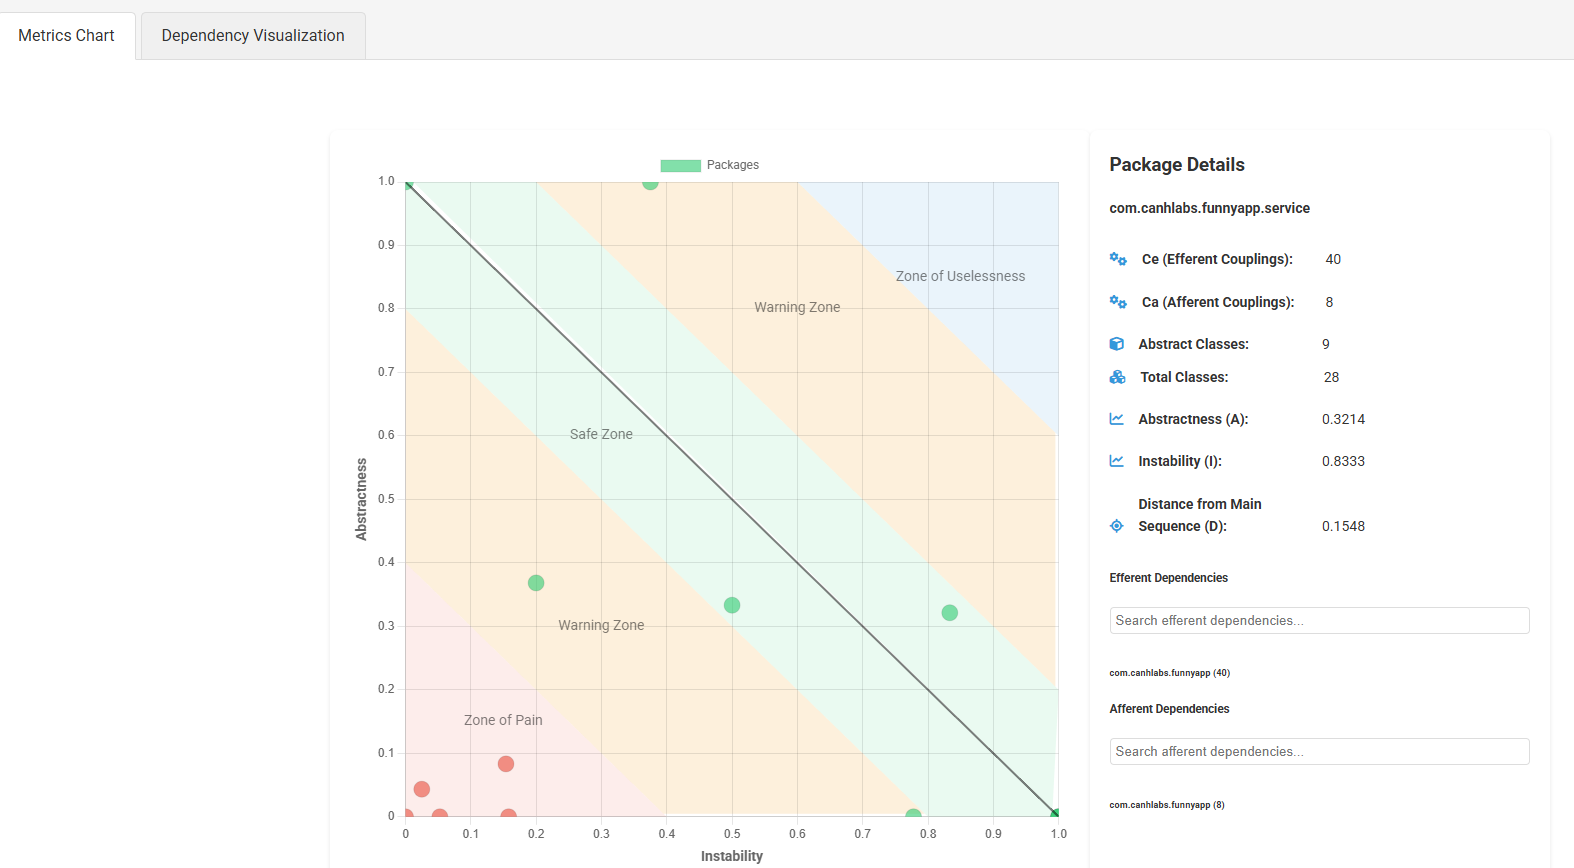 Metrics Chart
Dependency Visualization
Packages
1.0
0.9
0.8
0.7
0.6
0.5
0.4
0.3
0.2
0.1
0
Abstractness
Zone of Uselessness
Warning Zone
Safe Zone
Warning Zone
Zone of Pain
0 0.1 0.2 0.3 0.4 0.5 0.6 0.7 0.8 0.9 1.0
Instability
Package Details
com.canhlabs.funnyapp.service
Ce (Efferent Couplings): 40
Ca (Afferent Couplings): 8
Abstract Classes: 9
Total Classes: 28
Abstractness (A): 0.3214
Instability (I): 0.8333
Distance from Main
Sequence (D): 0.1548
Efferent Dependencies
Search efferent dependencies...
com.canhlabs.funnyapp (40)
Afferent Dependencies
Search afferent dependencies...
com.canhlabs.funnyapp (8)